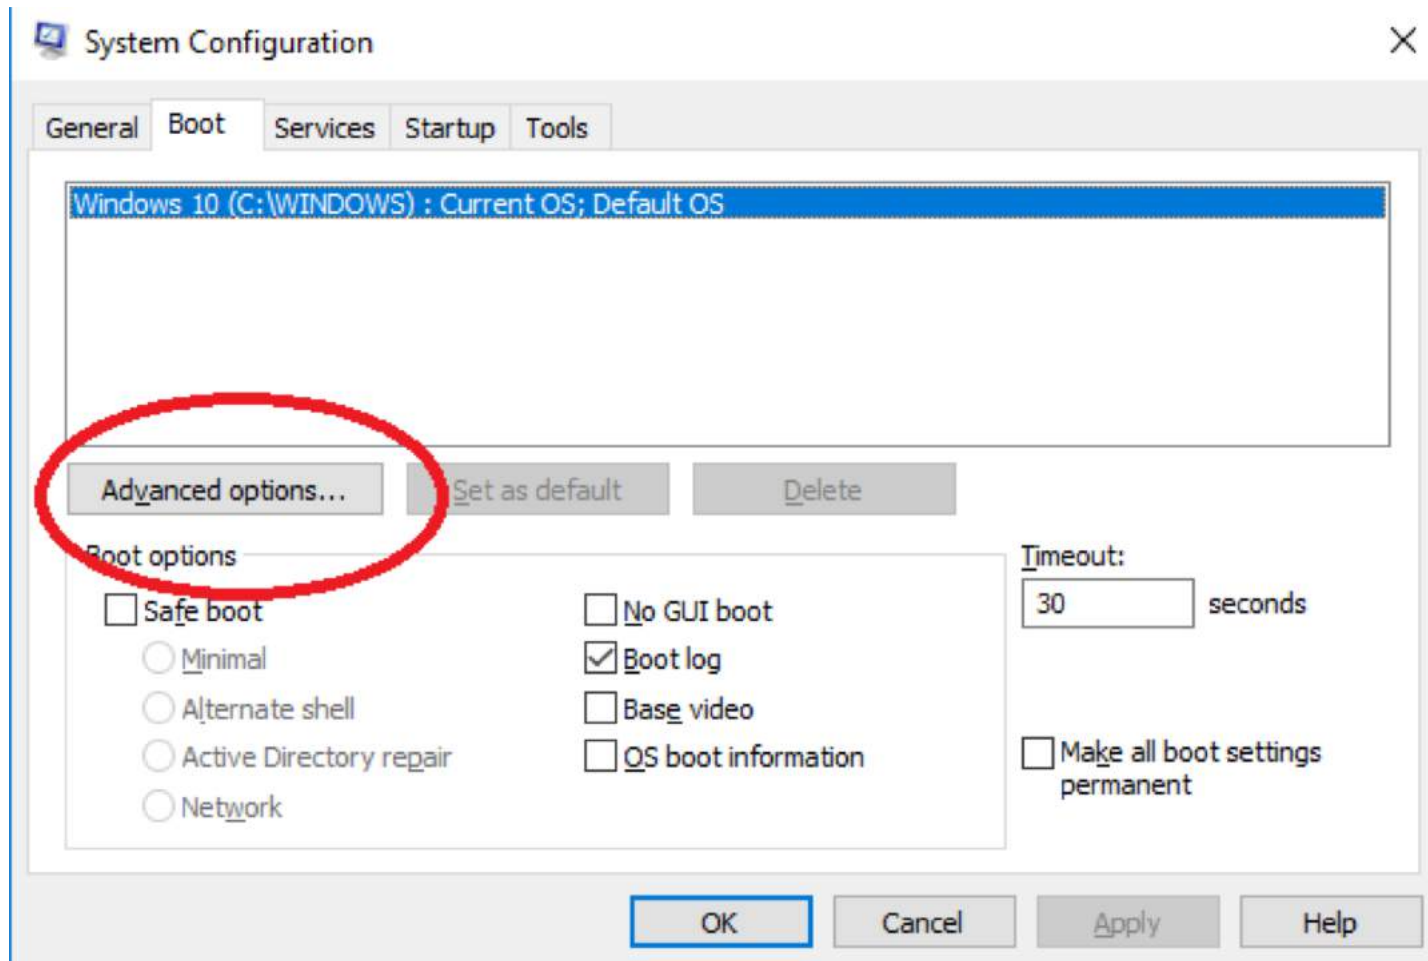 System Configuration
General Boot Services Startup Tools
Windows 10 (C:\WINDOWS) : Current OS; Default OS
Advanced options... Set as default Delete
Boot options Timeout:
30 seconds
Safe boot No GUI boot
Minimal Boot log
Alternate shell Base video
Active Directory repair OS boot information Make all boot settings
permanent
Network
OK Cancel Apply Help